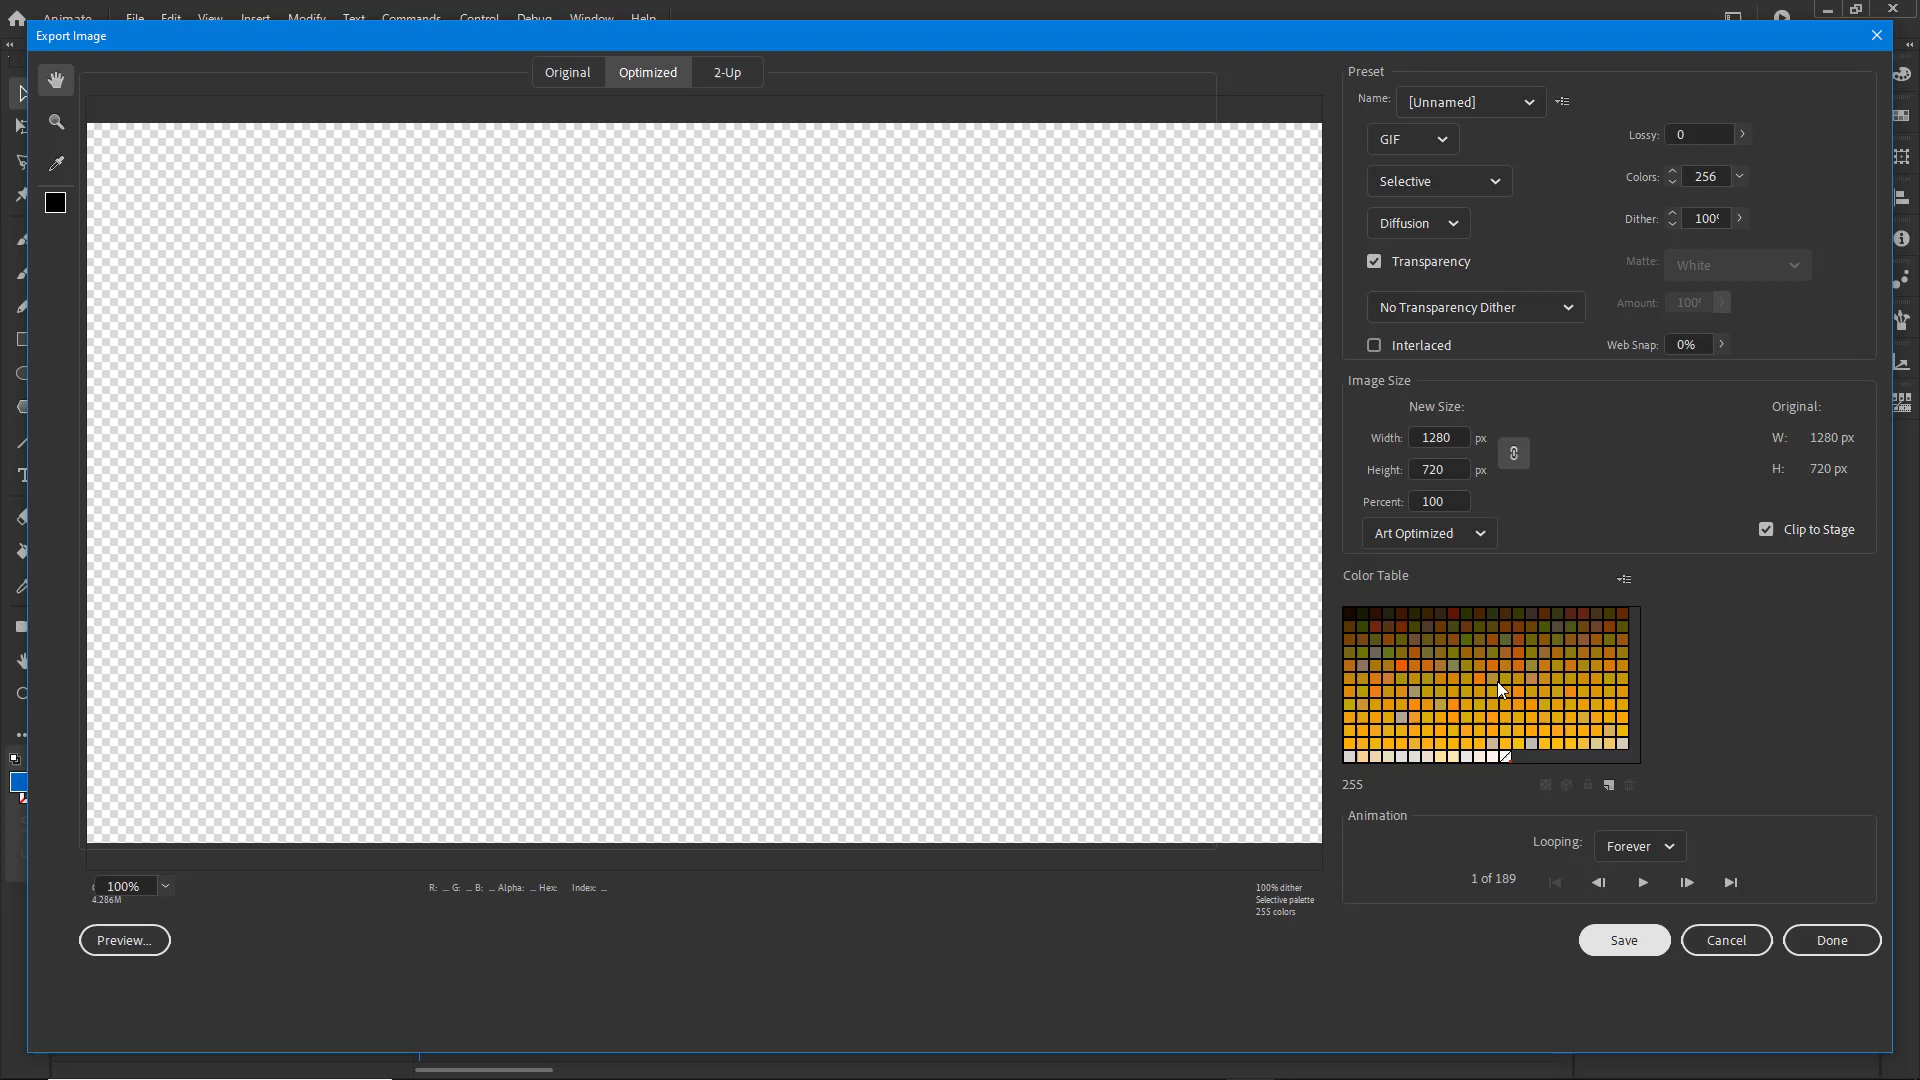 Animate File Edit View Insert Modify Text Commands Control Debug Window Help
Export Image
Original Optimized 2-Up
Preset
Name: [Unnamed]
GIF Lossy: 0
Selective Colors: 256
Diffusion Dither:
Transparency Matte: White
No Transparency Dither Amount:
Interlaced Web Snap: 0%
Image Size
New Size: Original:
Width: 1280 px W: 1280 px
Height: 720 px H: 720 px
Percent: 100
Art Optimized Clip to Stage
Color Table
255
Animation
Looping: Forever
1 of 189
100%
4.286M
R: -- G: -- B: -- Alpha: -- Hex: Index: --
100% dither
Selective palette
255 colors
Preview... Save Cancel Done